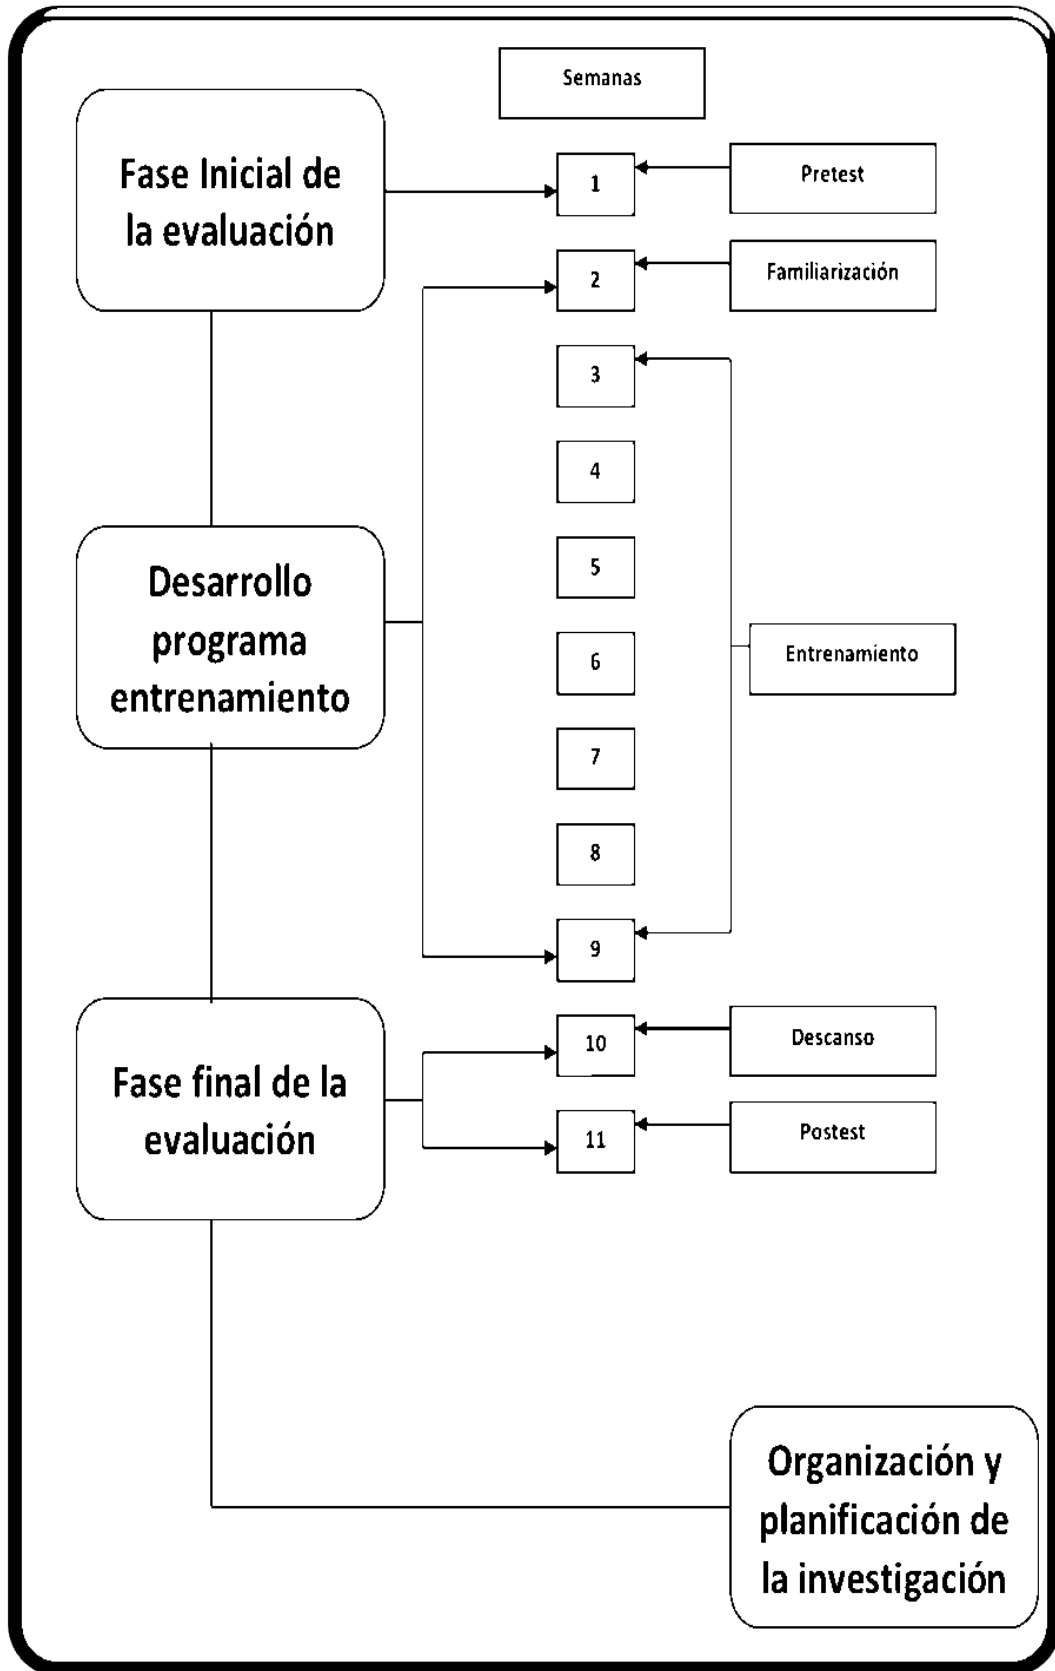 Semanas
Fase Inicial de
la evaluación
1
Pretest
2
Familiarización
3
4
Desarrollo
programa
entrenamiento
5
6
Entrenamiento
7
8
9
Fase final de la
evaluación
10
Descanso
11
Postest
Organización y
planificación de
la investigación